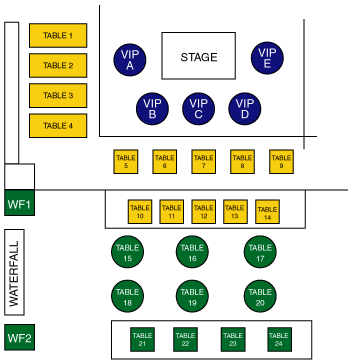 TABLE 1
TABLE 2
TABLE 3
TABLE 4
VIP
A
STAGE
VIP
E
VIP
B
VIP
C
VIP
D
TABLE
5
TABLE
6
TABLE
7
TABLE
8
TABLE
9
WF1
TABLE
10
TABLE
11
TABLE
12
TABLE
13
TABLE
14
WATERFALL
TABLE
15
TABLE
16
TABLE
17
TABLE
18
TABLE
19
TABLE
20
WF2
TABLE
21
TABLE
22
TABLE
23
TABLE
24